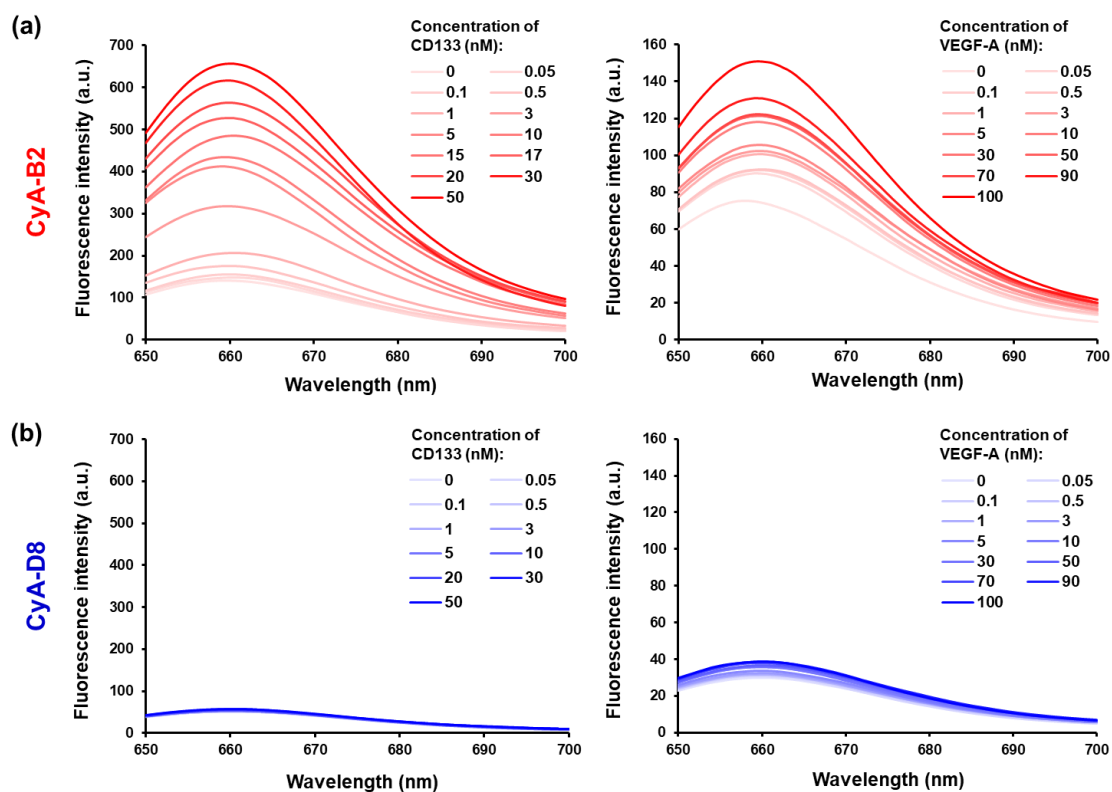 (a)
CyA-B2
Fluorescence intensity (a.u.)
700
600
500
400
300
200
100
0
650 660 670 680 690 700
Wavelength (nm)
Concentration of
CD133 (nM):
0 0.05
0.1 0.5
1 3
5 10
15 17
20 30
50
Fluorescence intensity (a.u.)
160
140
120
100
80
60
40
20
0
650 660 670 680 690 700
Wavelength (nm)
Concentration of
VEGF-A (nM):
0 0.05
0.1 0.5
1 3
5 10
30 50
70 90
100
(b)
CyA-D8
Fluorescence intensity (a.u.)
700
600
500
400
300
200
100
0
650 660 670 680 690 700
Wavelength (nm)
Concentration of
CD133 (nM):
0 0.05
0.1 0.5
1 3
5 10
20 30
50
Fluorescence intensity (a.u.)
160
140
120
100
80
60
40
20
0
650 660 670 680 690 700
Wavelength (nm)
Concentration of
VEGF-A (nM):
0 0.05
0.1 0.5
1 3
5 10
30 50
70 90
100